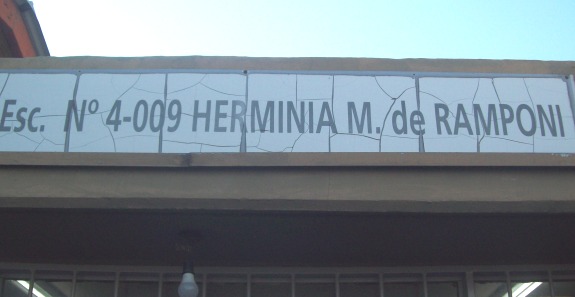 Esc. Nº 4-009 HERMINIA M. de RAMPONI